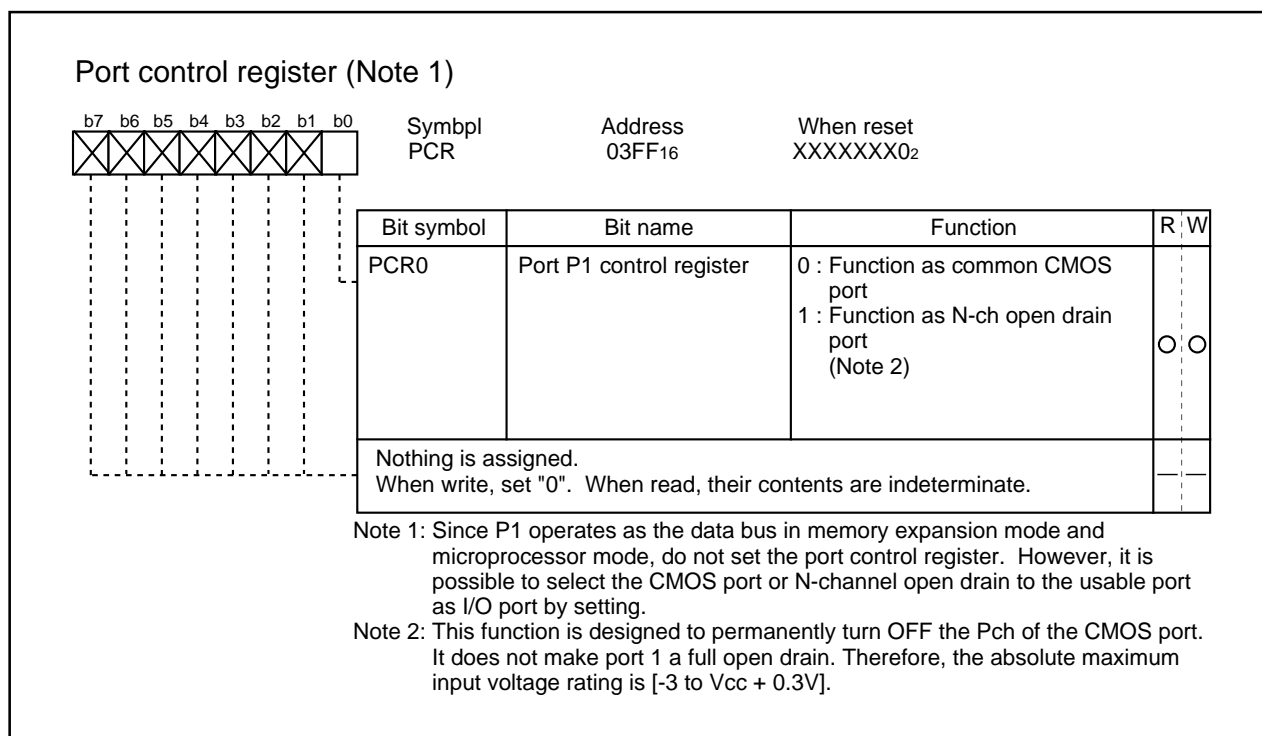 Port control register (Note 1)
b7 b6 b5 b4 b3 b2 b1 b0
Symbpl Address When reset
PCR 03FF16 XXXXXXX02
Bit symbol Bit name Function R W
PCR0 Port P1 control register 0 : Function as common CMOS
port
1 : Function as N-ch open drain
port
(Note 2)
Nothing is assigned.
When write, set "0". When read, their contents are indeterminate.
Note 1: Since P1 operates as the data bus in memory expansion mode and
microprocessor mode, do not set the port control register. However, it is
possible to select the CMOS port or N-channel open drain to the usable port
as I/O port by setting.
Note 2: This function is designed to permanently turn OFF the Pch of the CMOS port.
It does not make port 1 a full open drain. Therefore, the absolute maximum
input voltage rating is [-3 to Vcc + 0.3V].